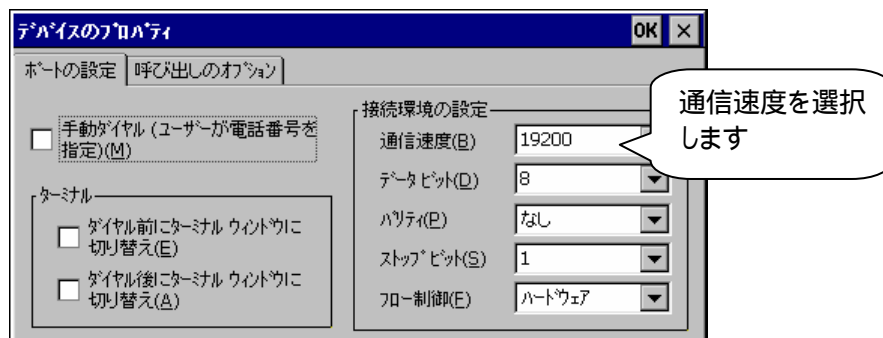 ﾃﾞﾊﾞｲｽのﾌﾟﾛﾊﾟﾃｨ OK ×
ﾎﾟｰﾄの設定 呼び出しのｵﾌﾟｼｮﾝ
手動ﾀﾞｲﾔﾙ (ﾕｰｻﾞｰが電話番号を
指定)(M)
ﾀｰﾐﾅﾙ
ﾀﾞｲﾔﾙ前にﾀｰﾐﾅﾙ ｳｨﾝﾄﾞｳに
切り替え(E)
ﾀﾞｲﾔﾙ後にﾀｰﾐﾅﾙ ｳｨﾝﾄﾞｳに
切り替え(A)
接続環境の設定
通信速度(B) 19200
ﾃﾞｰﾀ ﾋﾞｯﾄ(D) 8
ﾊﾟﾘﾃｨ(P) なし
ｽﾄｯﾌﾟ ﾋﾞｯﾄ(S) 1
ﾌﾛｰ制御(F) ﾊｰﾄﾞｳｪｱ
通信速度を選択
します